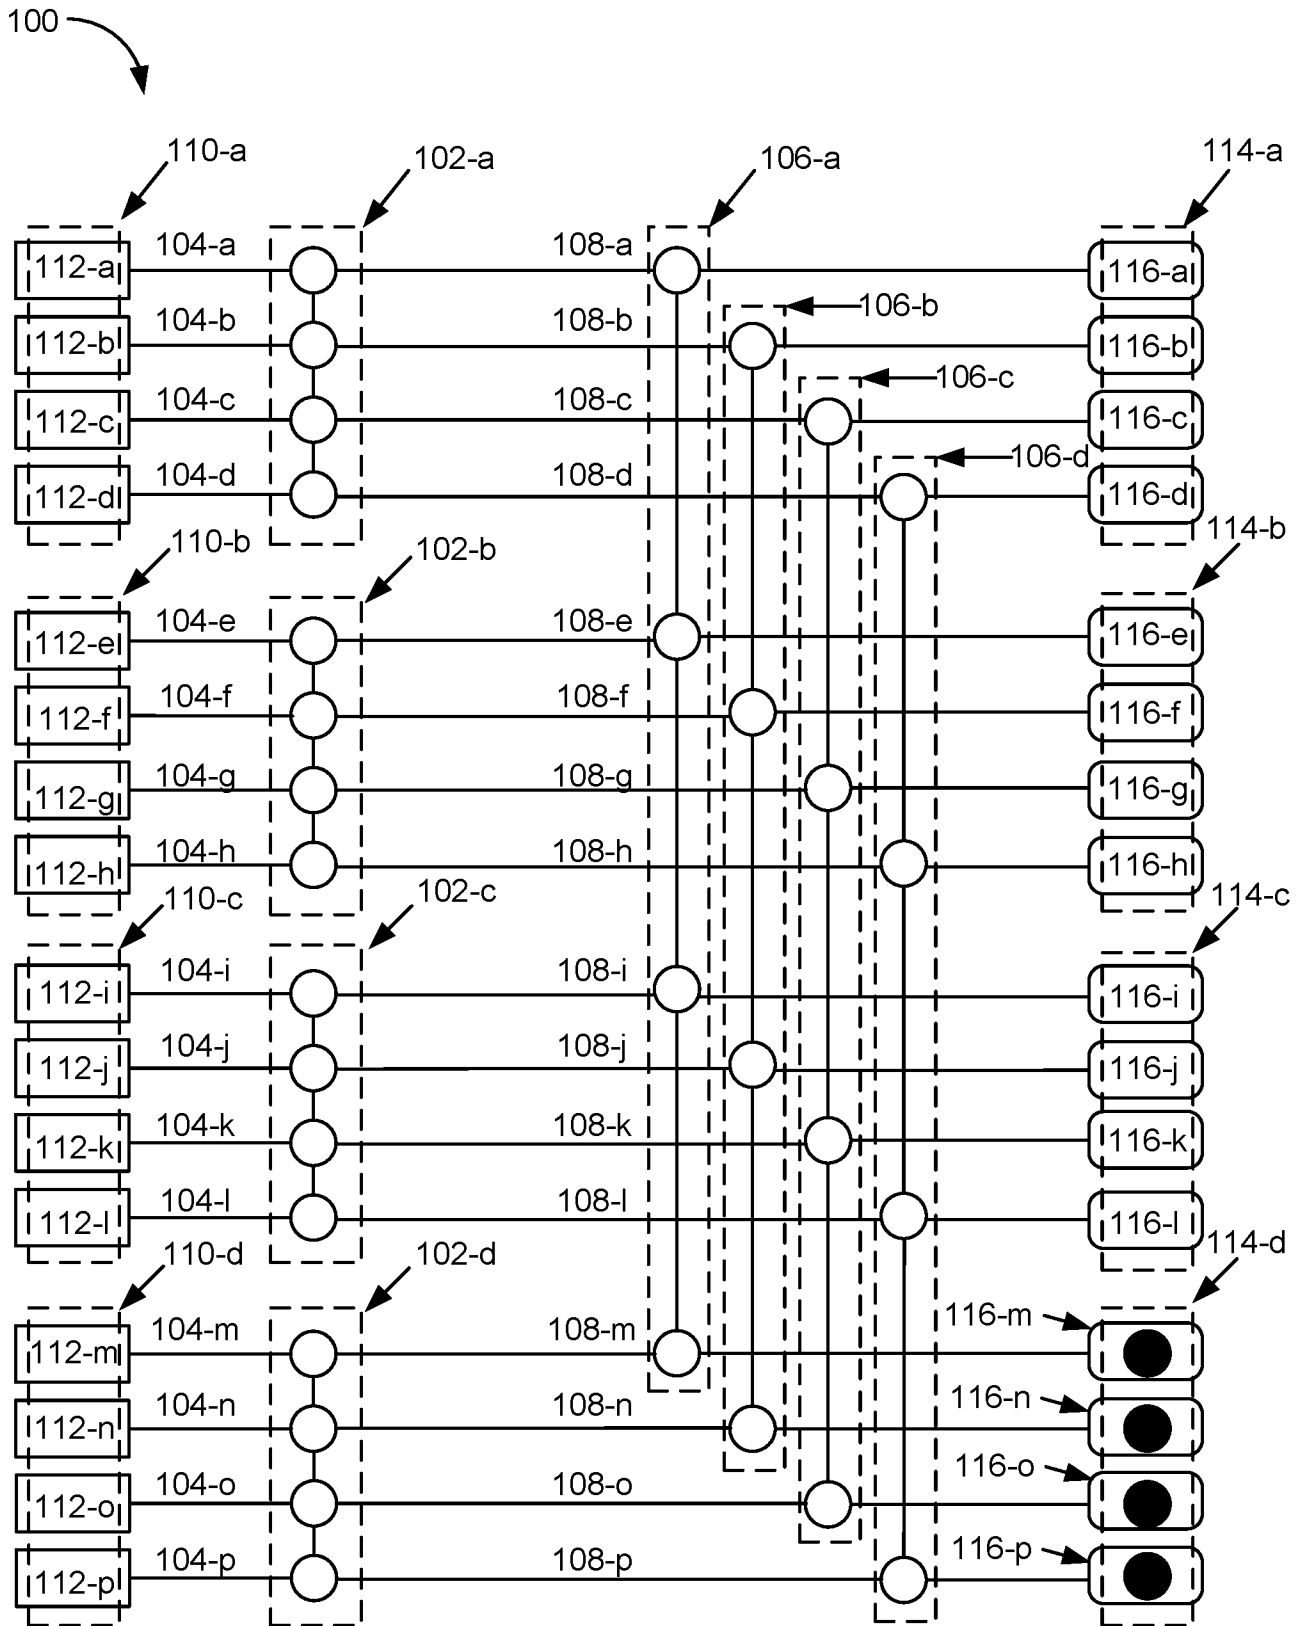 100
110-a 102-a 106-a 114-a
112-a 104-a 108-a 116-a
106-b
112-b 104-b 108-b 116-b
106-c
112-c 104-c 108-c 116-c
106-d
112-d 104-d 108-d 116-d
110-b 102-b 114-b
112-e 104-e 108-e 116-e
112-f 104-f 108-f 116-f
112-g 104-g 108-g 116-g
112-h 104-h 108-h 116-h
110-c 102-c 114-c
112-i 104-i 108-i 116-i
112-j 104-j 108-j 116-j
112-k 104-k 108-k 116-k
112-l 104-l 108-l 116-l
110-d 102-d 114-d
112-m 104-m 108-m 116-m
112-n 104-n 108-n 116-n
112-o 104-o 108-o 116-o
112-p 104-p 108-p 116-p